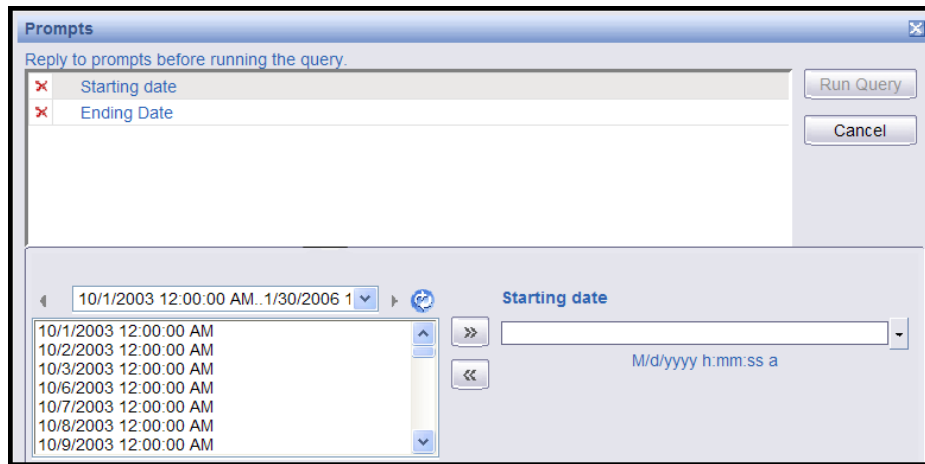 Prompts
Reply to prompts before running the query.
Starting date
Ending Date
Run Query
Cancel
10/1/2003 12:00:00 AM..1/30/2006 1
10/1/2003 12:00:00 AM
10/2/2003 12:00:00 AM
10/3/2003 12:00:00 AM
10/6/2003 12:00:00 AM
10/7/2003 12:00:00 AM
10/8/2003 12:00:00 AM
10/9/2003 12:00:00 AM
Starting date
M/d/yyyy h:mm:ss a